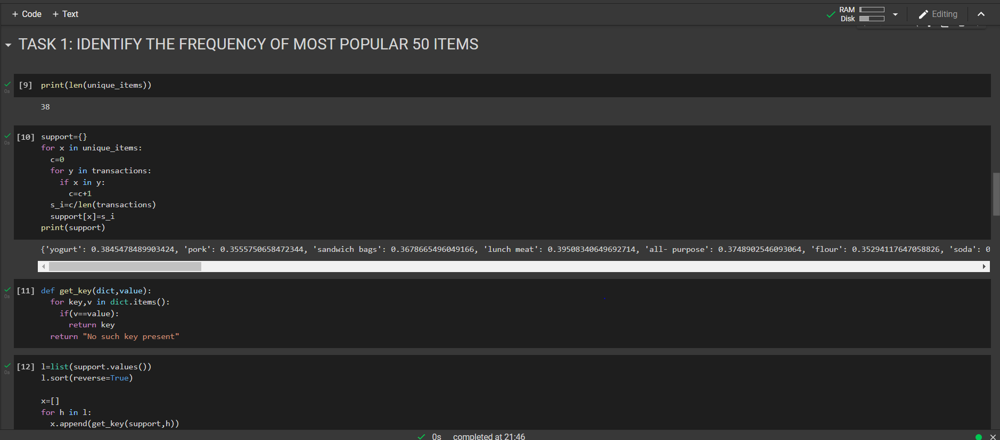 + Code + Text
RAM
Disk
Editing
TASK 1: IDENTIFY THE FREQUENCY OF MOST POPULAR 50 ITEMS
0s
[9] print(len(unique_items))
38
0s
[10] support={}
for x in unique_items:
c=0
for y in transactions:
if x in y:
c=c+1
s_i=c/len(transactions)
support[x]=s_i
print(support)
{'yogurt': 0.3845478489903424, 'pork': 0.3555750658472344, 'sandwich bags': 0.3678665496049166, 'lunch meat': 0.39508340649692714, 'all- purpose': 0.3748902546093064, 'flour': 0.35294117647058826, 'soda': 0
0s
[11] def get_key(dict,value):
for key,v in dict.items():
if(v==value):
return key
return "No such key present"
0s
[12] l=list(support.values())
l.sort(reverse=True)
x=[]
for h in l:
x.append(get_key(support,h))
0s completed at 21:46